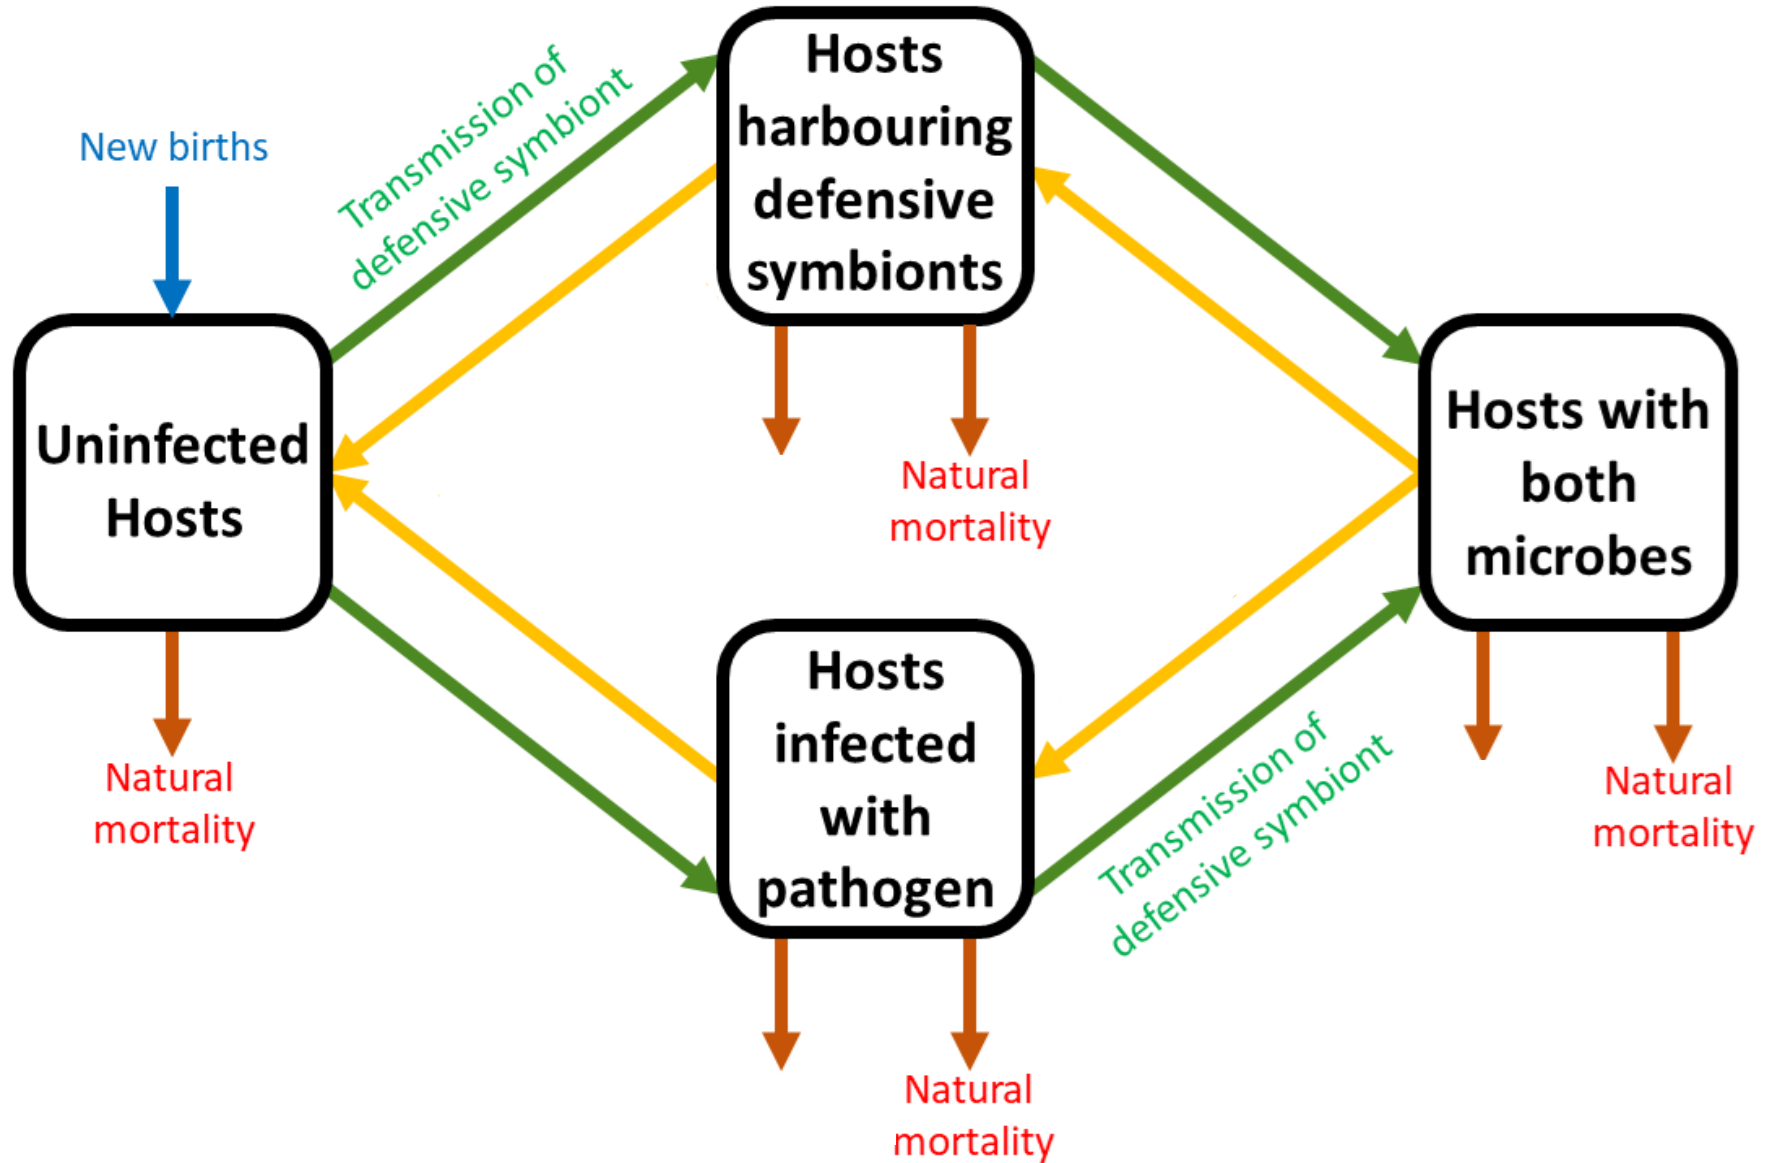 New births
Transmission of
defensive symbiont
Hosts
harbouring
defensive
symbionts
Uninfected
Hosts
Natural
mortality
Natural
mortality
Hosts with
both
microbes
Hosts
infected
with
pathogen
Transmission of
defensive symbiont
Natural
mortality
Natural
mortality